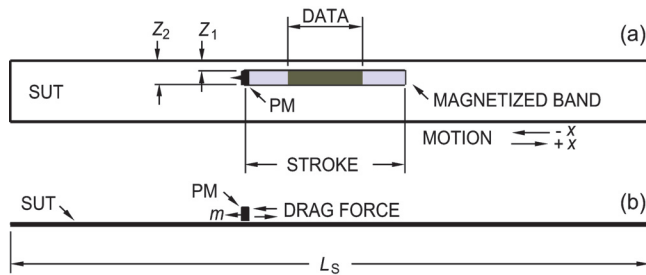 DATA
(a)
Z2 Z1
SUT
PM
MAGNETIZED BAND
MOTION - x
+ x
STROKE
(b)
PM
SUT
m
DRAG FORCE
LS